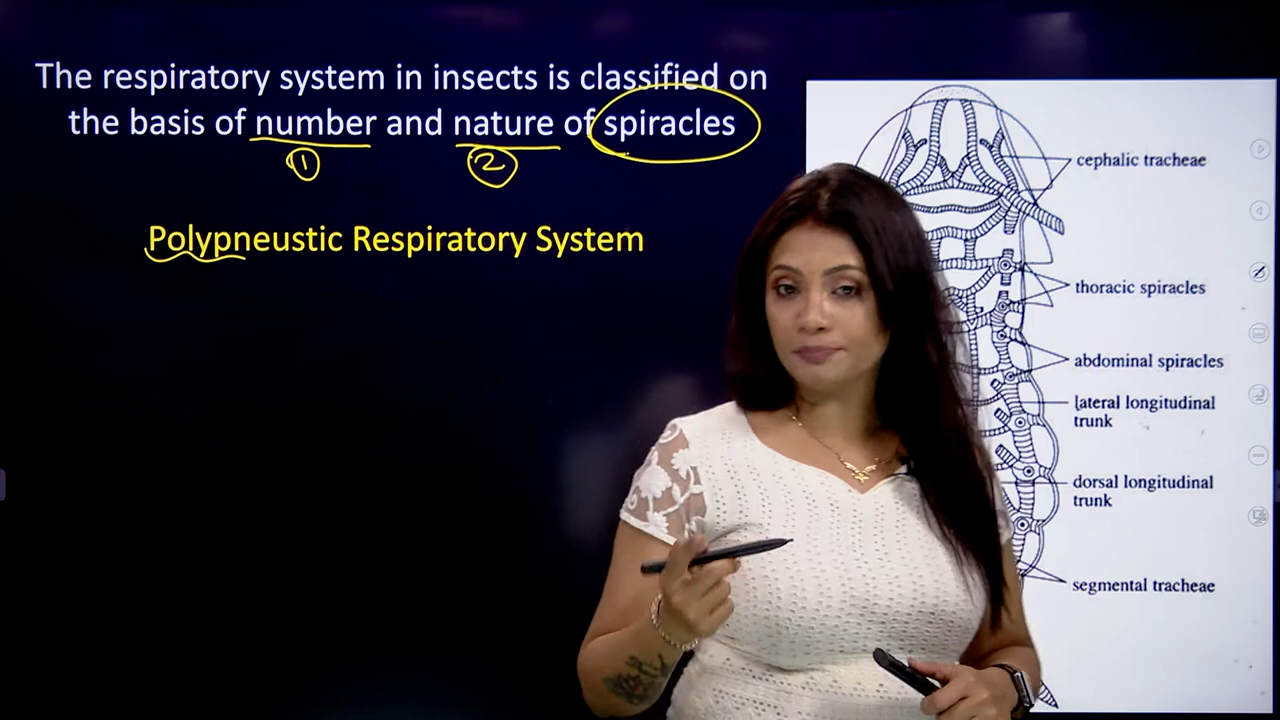 The respiratory system in insects is classified on
the basis of number and nature of spiracles
1
2
Polypneustic Respiratory System
cephalic tracheae
thoracic spiracles
abdominal spiracles
lateral longitudinal
trunk
dorsal longitudinal
trunk
segmental tracheae